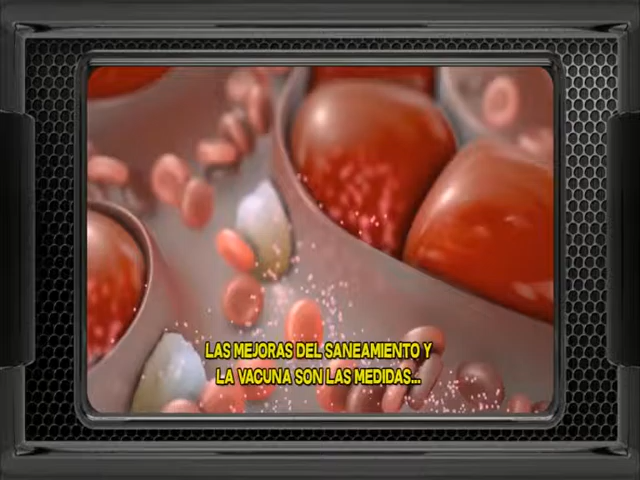 LAS MEJORAS DEL SANEAMIENTO Y
LA VACUNA SON LAS MEDIDAS...